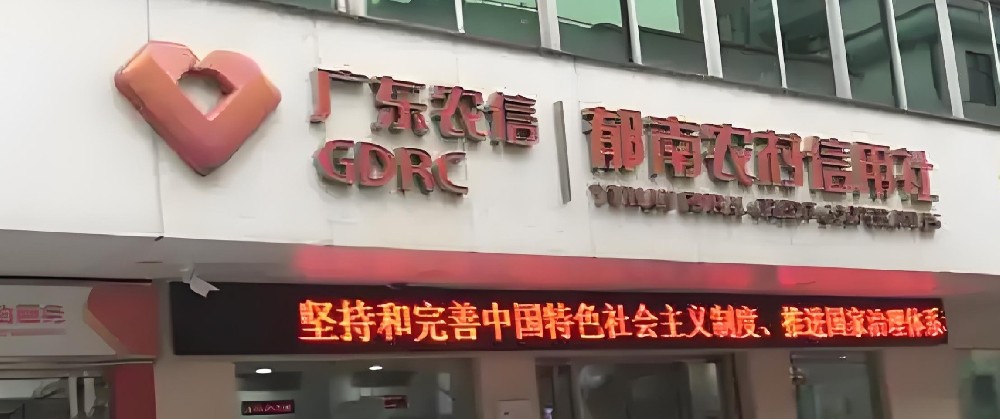 广东农信
GDRC
郁南农村信用社
坚持和完善中国特色社会主义制度、推进国家治理体系